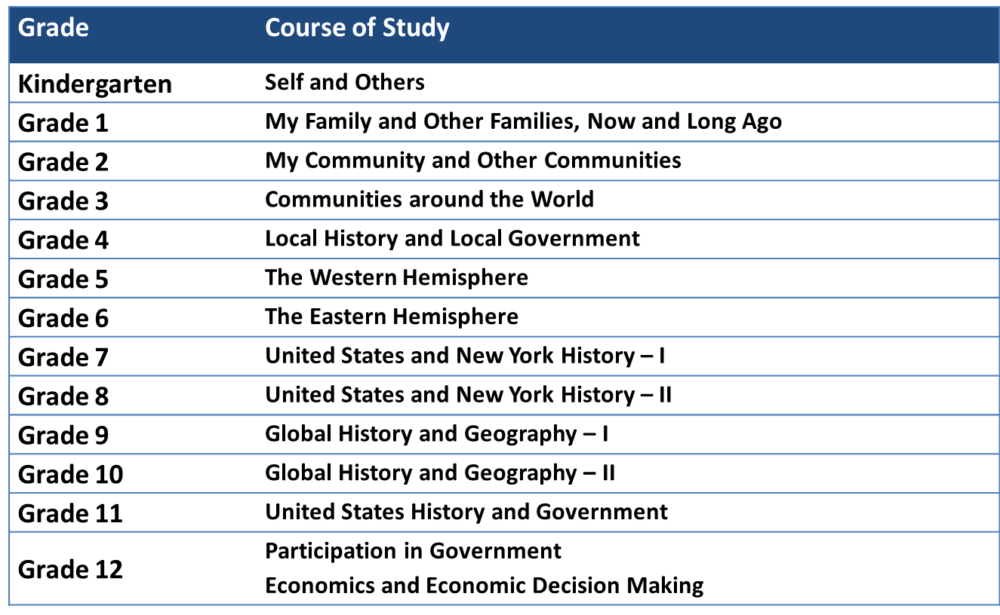 Grade Course of Study
Kindergarten Self and Others
Grade 1 My Family and Other Families, Now and Long Ago
Grade 2 My Community and Other Communities
Grade 3 Communities around the World
Grade 4 Local History and Local Government
Grade 5 The Western Hemisphere
Grade 6 The Eastern Hemisphere
Grade 7 United States and New York History – I
Grade 8 United States and New York History – II
Grade 9 Global History and Geography – I
Grade 10 Global History and Geography – II
Grade 11 United States History and Government
Grade 12 Participation in Government
Economics and Economic Decision Making